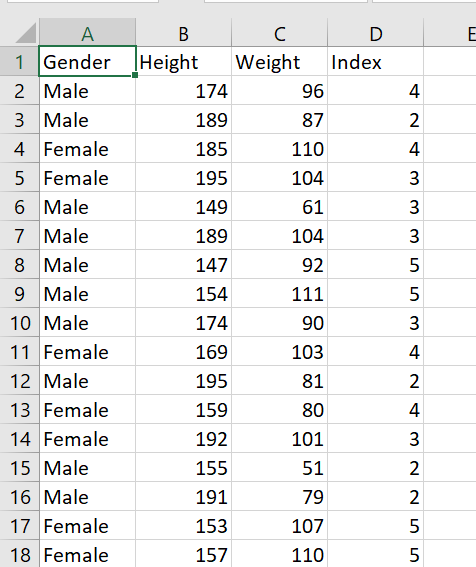 A B C D E
1 Gender Height Weight Index
2 Male 174 96 4
3 Male 189 87 2
4 Female 185 110 4
5 Female 195 104 3
6 Male 149 61 3
7 Male 189 104 3
8 Male 147 92 5
9 Male 154 111 5
10 Male 174 90 3
11 Female 169 103 4
12 Male 195 81 2
13 Female 159 80 4
14 Female 192 101 3
15 Male 155 51 2
16 Male 191 79 2
17 Female 153 107 5
18 Female 157 110 5